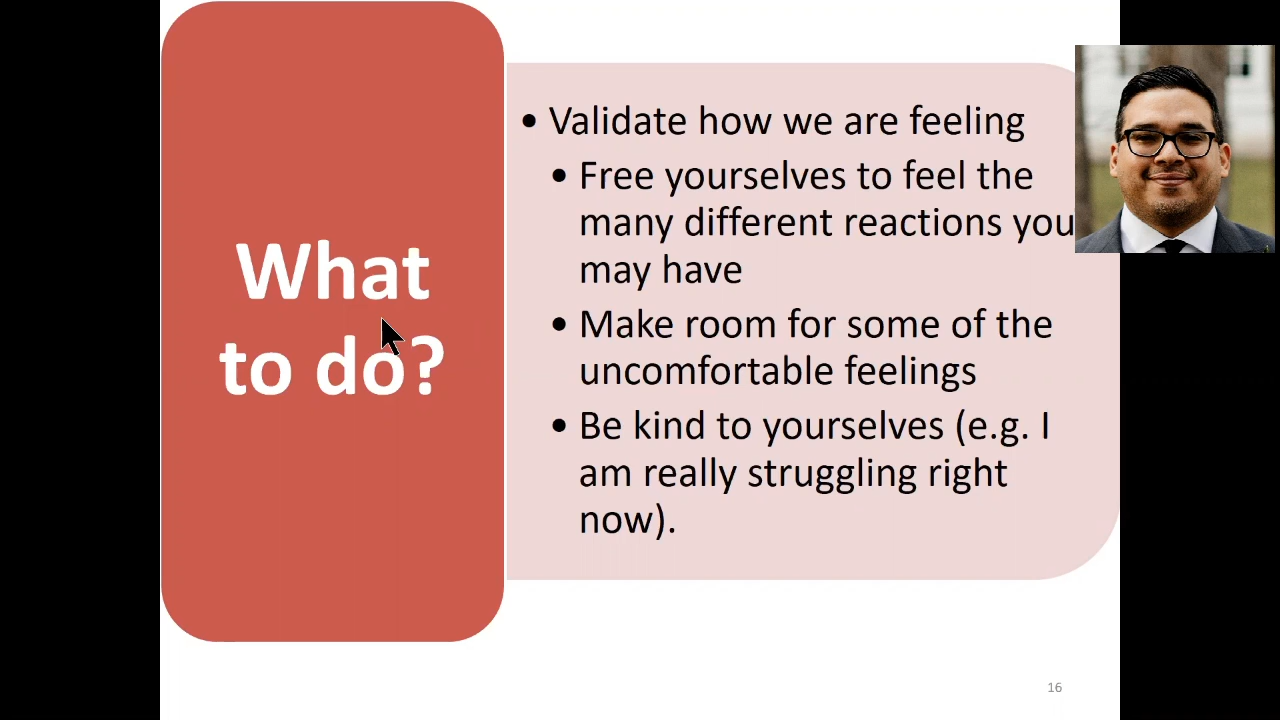 What
to do?
• Validate how we are feeling
• Free yourselves to feel the
many different reactions you
may have
• Make room for some of the
uncomfortable feelings
• Be kind to yourselves (e.g. I
am really struggling right
now).
16